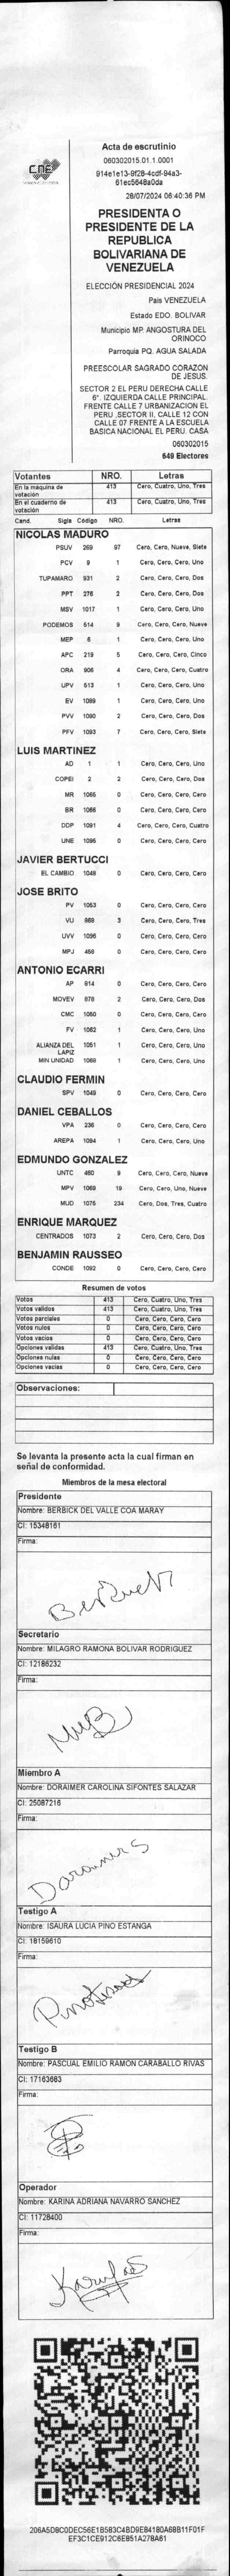 CNE
Acta de escrutinio
060302015.01.1.0001
914e1e13-9f28-4cdf-94a3-
61ec5648a0da
28/07/2024 06:40:36 PM
PRESIDENTA O
PRESIDENTE DE LA
REPUBLICA
BOLIVARIANA DE
VENEZUELA
ELECCIÓN PRESIDENCIAL 2024
Pais VENEZUELA
Estado EDO. BOLIVAR
Municipio MP. ANGOSTURA DEL
ORINOCO
Parroquia PQ. AGUA SALADA
PREESCOLAR SAGRADO CORAZON
DE JESUS.
SECTOR 2 EL PERU DERECHA CALLE
6°. IZQUIERDA CALLE PRINCIPAL.
FRENTE CALLE 7 URBANIZACION EL
PERU ,SECTOR II, CALLE 12 CON
CALLE 07 FRENTE A LA ESCUELA
BASICA NACIONAL EL PERU. CASA
060302015
649 Electores
Votantes NRO. Letras
En la máquina de votación 413 Cero, Cuatro, Uno, Tres
En el cuaderno de votación 413 Cero, Cuatro, Uno, Tres
Cand. Sigla Código NRO. Letras
NICOLAS MADURO
PSUV 269 97 Cero, Cero, Nueve, Siete
PCV 9 1 Cero, Cero, Cero, Uno
TUPAMARO 931 2 Cero, Cero, Cero, Dos
PPT 276 2 Cero, Cero, Cero, Dos
MSV 1017 1 Cero, Cero, Cero, Uno
PODEMOS 514 9 Cero, Cero, Cero, Nueve
MEP 6 1 Cero, Cero, Cero, Uno
APC 219 5 Cero, Cero, Cero, Cinco
ORA 906 4 Cero, Cero, Cero, Cuatro
UPV 513 1 Cero, Cero, Cero, Uno
EV 1089 1 Cero, Cero, Cero, Uno
PVV 1090 2 Cero, Cero, Cero, Dos
PFV 1093 7 Cero, Cero, Cero, Siete
LUIS MARTINEZ
AD 1 1 Cero, Cero, Cero, Uno
COPEI 2 2 Cero, Cero, Cero, Dos
MR 1065 0 Cero, Cero, Cero, Cero
BR 1066 0 Cero, Cero, Cero, Cero
DDP 1091 4 Cero, Cero, Cero, Cuatro
UNE 1095 0 Cero, Cero, Cero, Cero
JAVIER BERTUCCI
EL CAMBIO 1048 0 Cero, Cero, Cero, Cero
JOSE BRITO
PV 1053 0 Cero, Cero, Cero, Cero
VU 868 3 Cero, Cero, Cero, Tres
UVV 1096 0 Cero, Cero, Cero, Cero
MPJ 456 0 Cero, Cero, Cero, Cero
ANTONIO ECARRI
AP 914 0 Cero, Cero, Cero, Cero
MOVEV 878 2 Cero, Cero, Cero, Dos
CMC 1050 0 Cero, Cero, Cero, Cero
FV 1062 1 Cero, Cero, Cero, Uno
ALIANZA DEL LAPIZ 1051 1 Cero, Cero, Cero, Uno
MIN UNIDAD 1068 1 Cero, Cero, Cero, Uno
CLAUDIO FERMIN
SPV 1049 0 Cero, Cero, Cero, Cero
DANIEL CEBALLOS
VPA 236 0 Cero, Cero, Cero, Cero
AREPA 1094 1 Cero, Cero, Cero, Uno
EDMUNDO GONZALEZ
UNTC 460 9 Cero, Cero, Cero, Nueve
MPV 1069 19 Cero, Cero, Uno, Nueve
MUD 1075 234 Cero, Dos, Tres, Cuatro
ENRIQUE MARQUEZ
CENTRADOS 1073 2 Cero, Cero, Cero, Dos
BENJAMIN RAUSSEO
CONDE 1092 0 Cero, Cero, Cero, Cero
Resumen de votos
Votos 413 Cero, Cuatro, Uno, Tres
Votos validos 413 Cero, Cuatro, Uno, Tres
Votos parciales 0 Cero, Cero, Cero, Cero
Votos nulos 0 Cero, Cero, Cero, Cero
Votos vacios 0 Cero, Cero, Cero, Cero
Opciones validas 413 Cero, Cuatro, Uno, Tres
Opciones nulas 0 Cero, Cero, Cero, Cero
Opciones vacias 0 Cero, Cero, Cero, Cero
Observaciones:
Se levanta la presente acta la cual firman en
señal de conformidad.
Miembros de la mesa electoral
Presidente
Nombre: BERBICK DEL VALLE COA MARAY
CI: 15348161
Firma:
Secretario
Nombre: MILAGRO RAMONA BOLIVAR RODRIGUEZ
CI: 12186232
Firma:
Miembro A
Nombre: DORAIMER CAROLINA SIFONTES SALAZAR
CI: 25087216
Firma:
Testigo A
Nombre: ISAURA LUCIA PINO ESTANGA
CI: 18159610
Firma:
Testigo B
Nombre: PASCUAL EMILIO RAMON CARABALLO RIVAS
CI: 17163663
Firma:
Operador
Nombre: KARINA ADRIANA NAVARRO SANCHEZ
CI: 11728400
Firma:
206A5D8C0DEC56E1B583C4BD9E84180A68B11F01F
EF3C1CE912C6E851A278A61